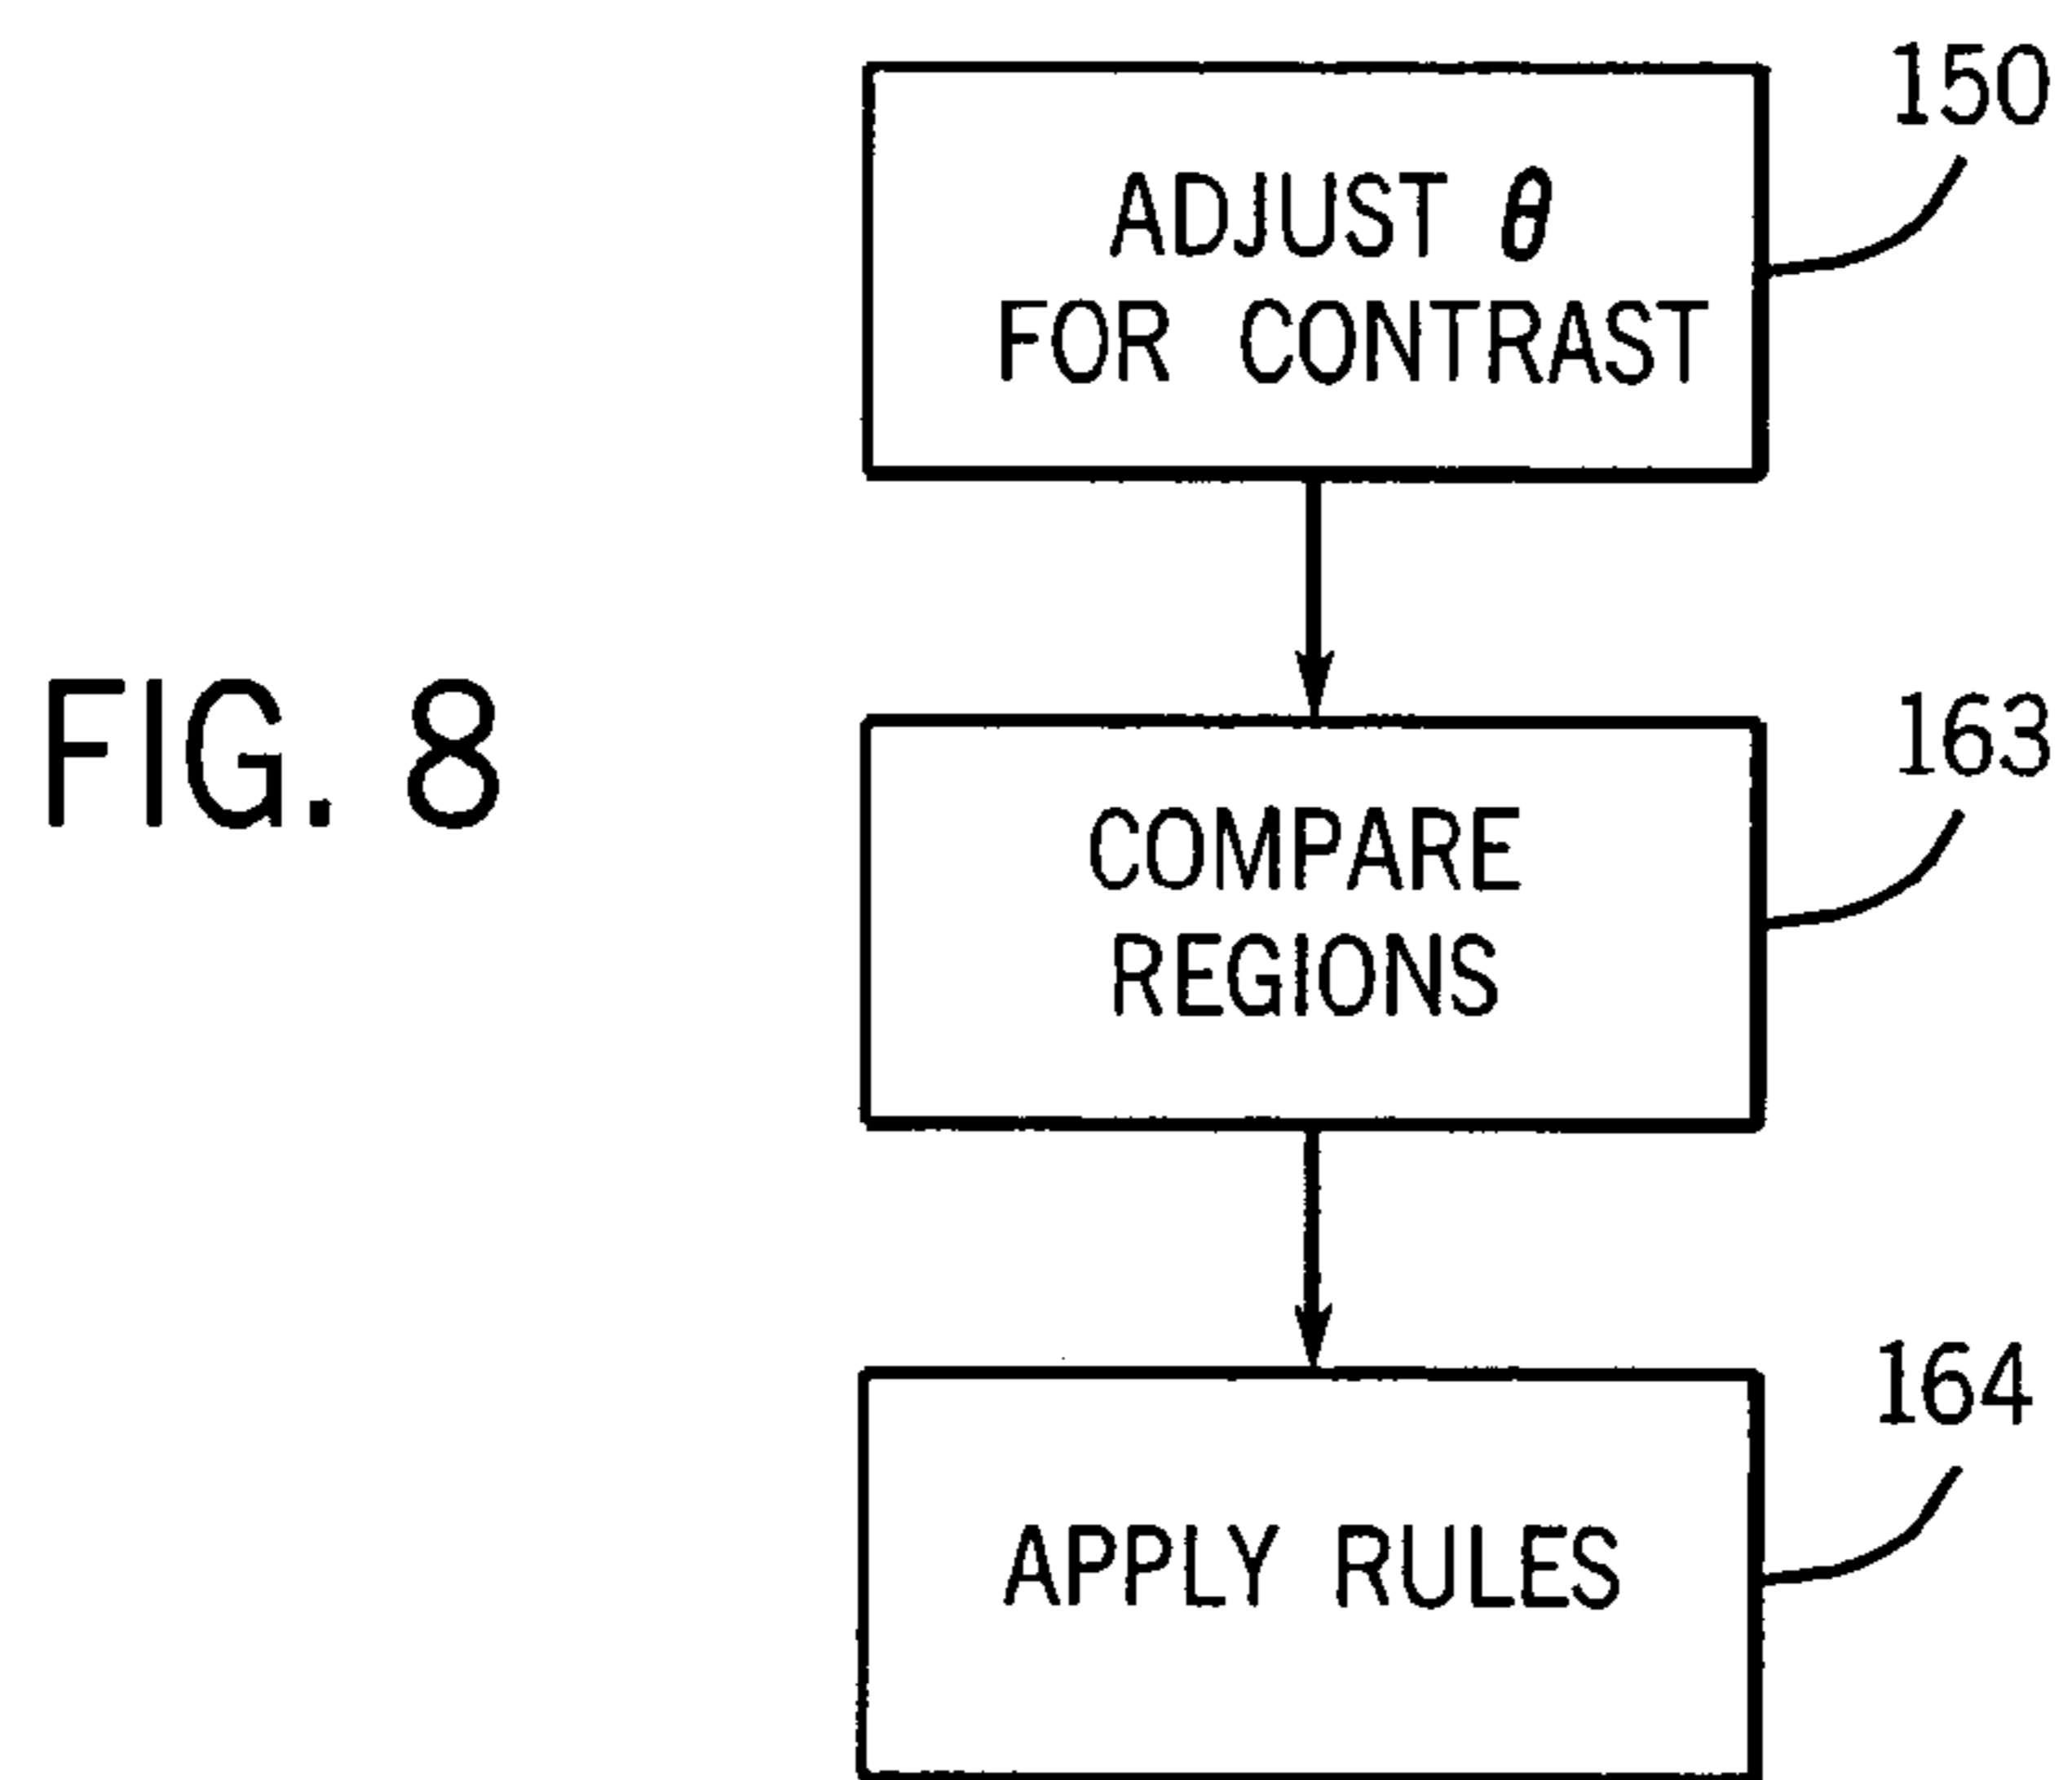 150
ADJUST θ
FOR CONTRAST
FIG. 8
163
COMPARE
REGIONS
164
APPLY RULES